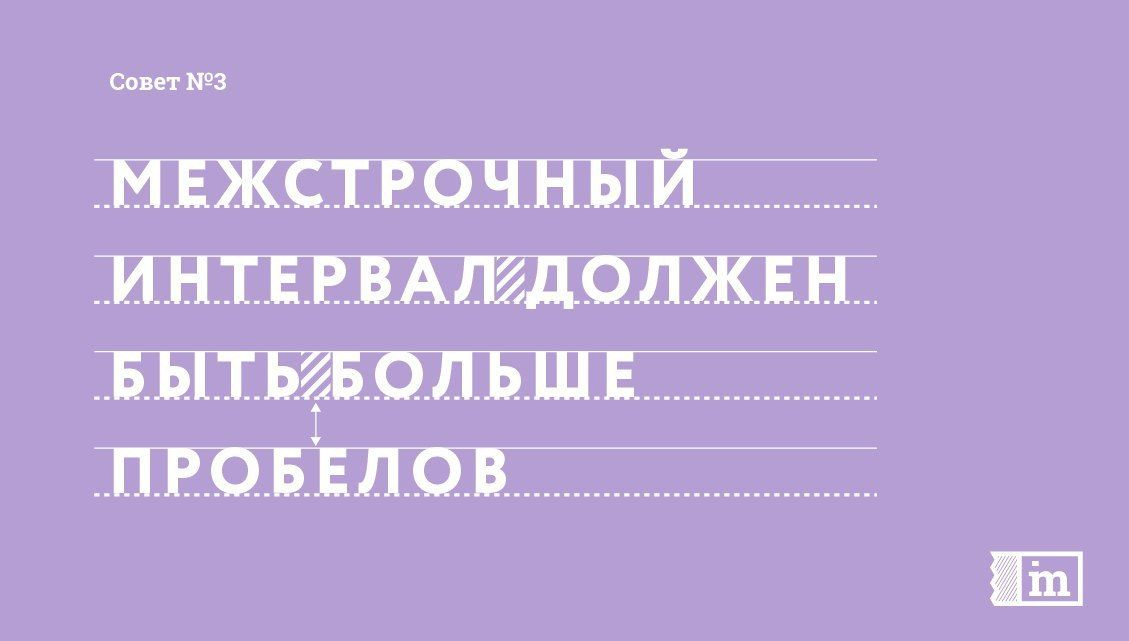 Совет №3
МЕЖСТРОЧНЫЙ
ИНТЕРВАЛ ДОЛЖЕН
БЫТЬ БОЛЬШЕ
ПРОБЕЛОВ
im